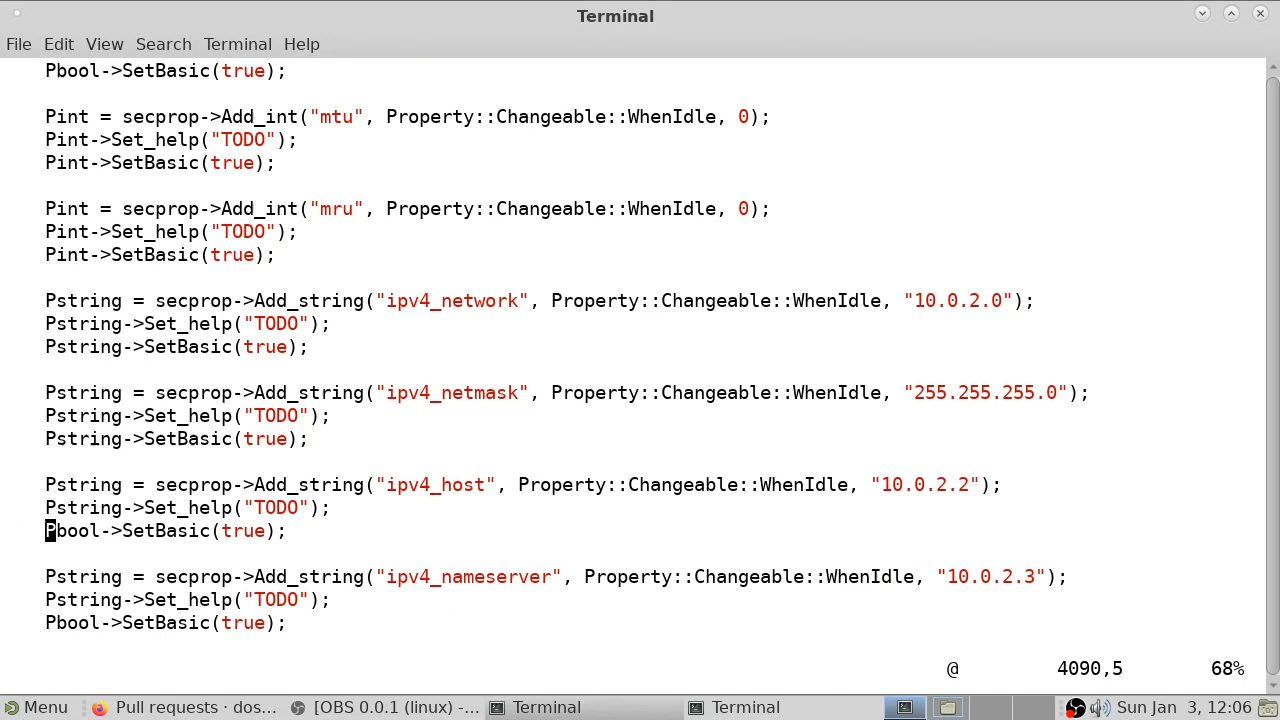 Terminal
File Edit View Search Terminal Help
Pbool->SetBasic(true);
Pint = secprop->Add_int("mtu", Property::Changeable::WhenIdle, 0);
Pint->Set_help("TODO");
Pint->SetBasic(true);
Pint = secprop->Add_int("mru", Property::Changeable::WhenIdle, 0);
Pint->Set_help("TODO");
Pint->SetBasic(true);
Pstring = secprop->Add_string("ipv4_network", Property::Changeable::WhenIdle, "10.0.2.0");
Pstring->Set_help("TODO");
Pstring->SetBasic(true);
Pstring = secprop->Add_string("ipv4_netmask", Property::Changeable::WhenIdle, "255.255.255.0");
Pstring->Set_help("TODO");
Pstring->SetBasic(true);
Pstring = secprop->Add_string("ipv4_host", Property::Changeable::WhenIdle, "10.0.2.2");
Pstring->Set_help("TODO");
Pbool->SetBasic(true);
Pstring = secprop->Add_string("ipv4_nameserver", Property::Changeable::WhenIdle, "10.0.2.3");
Pstring->Set_help("TODO");
Pbool->SetBasic(true);
@ 4090,5 68%
Menu Pull requests · dos... [OBS 0.0.1 (linux) -... Terminal Terminal Sun Jan 3, 12:06